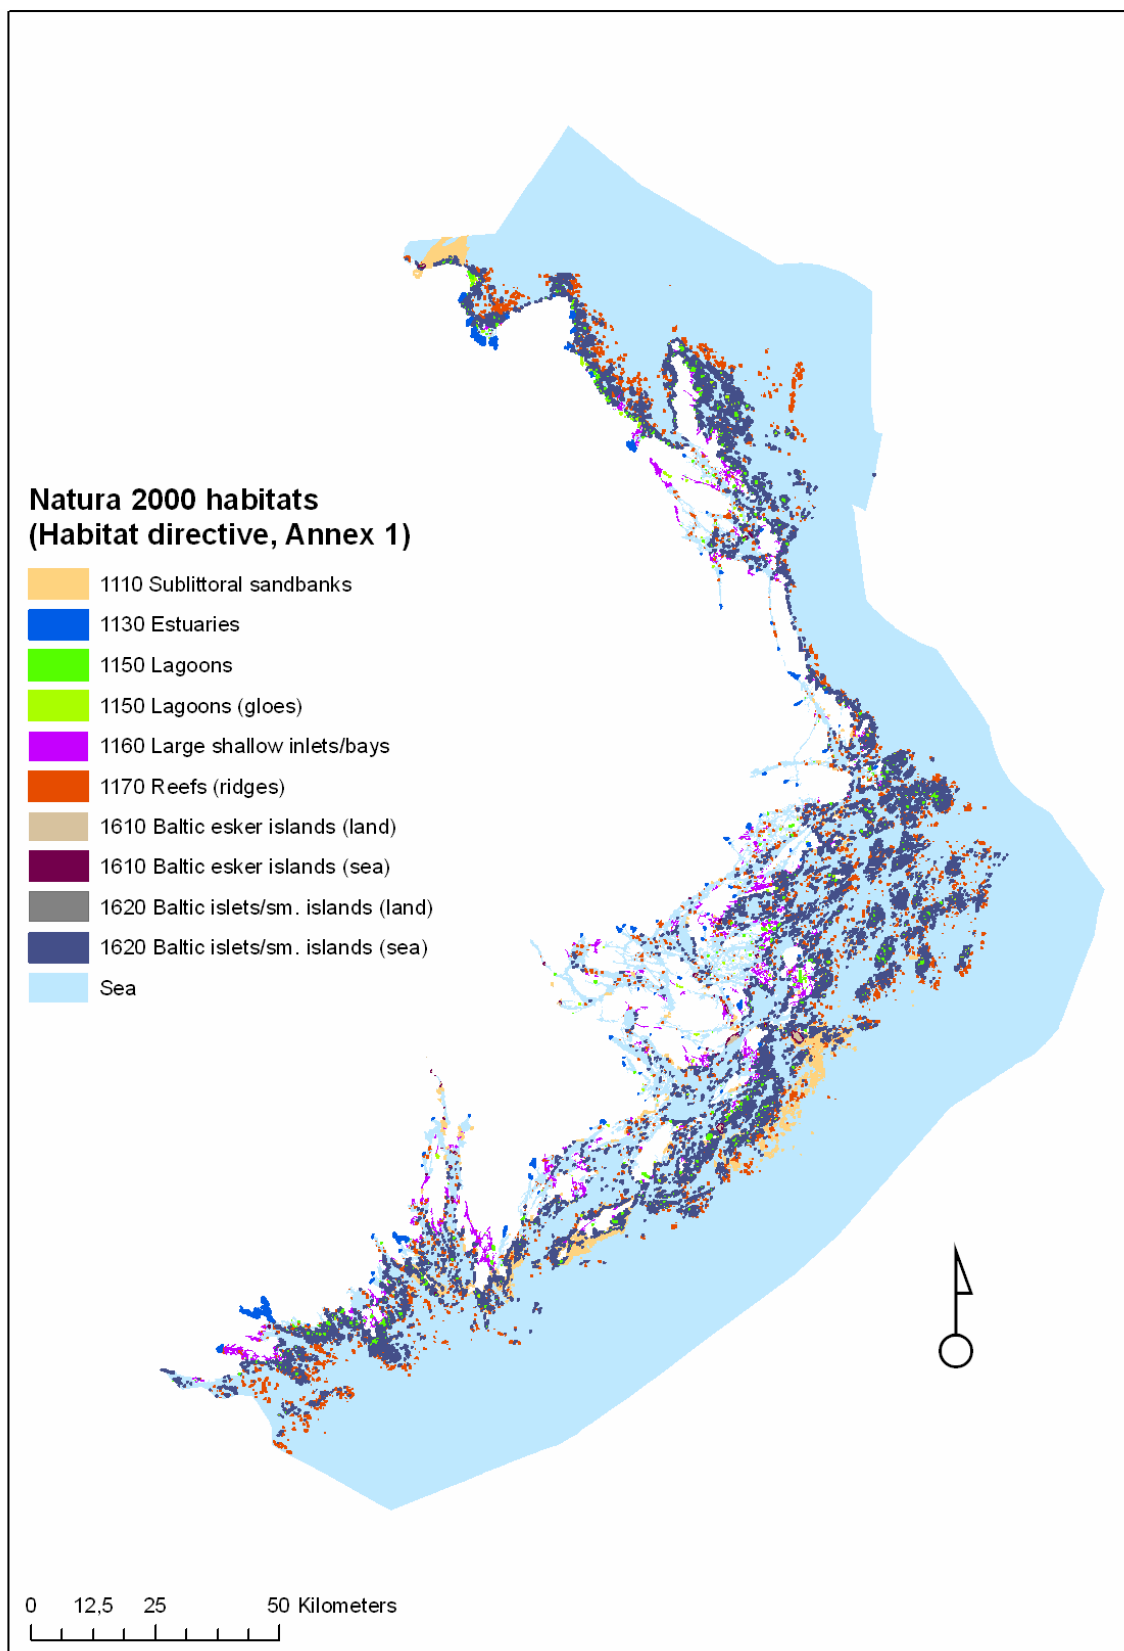 Natura 2000 habitats
(Habitat directive, Annex 1)
1110 Sublittoral sandbanks
1130 Estuaries
1150 Lagoons
1150 Lagoons (gloes)
1160 Large shallow inlets/bays
1170 Reefs (ridges)
1610 Baltic esker islands (land)
1610 Baltic esker islands (sea)
1620 Baltic islets/sm. islands (land)
1620 Baltic islets/sm. islands (sea)
Sea
0 12,5 25 50 Kilometers